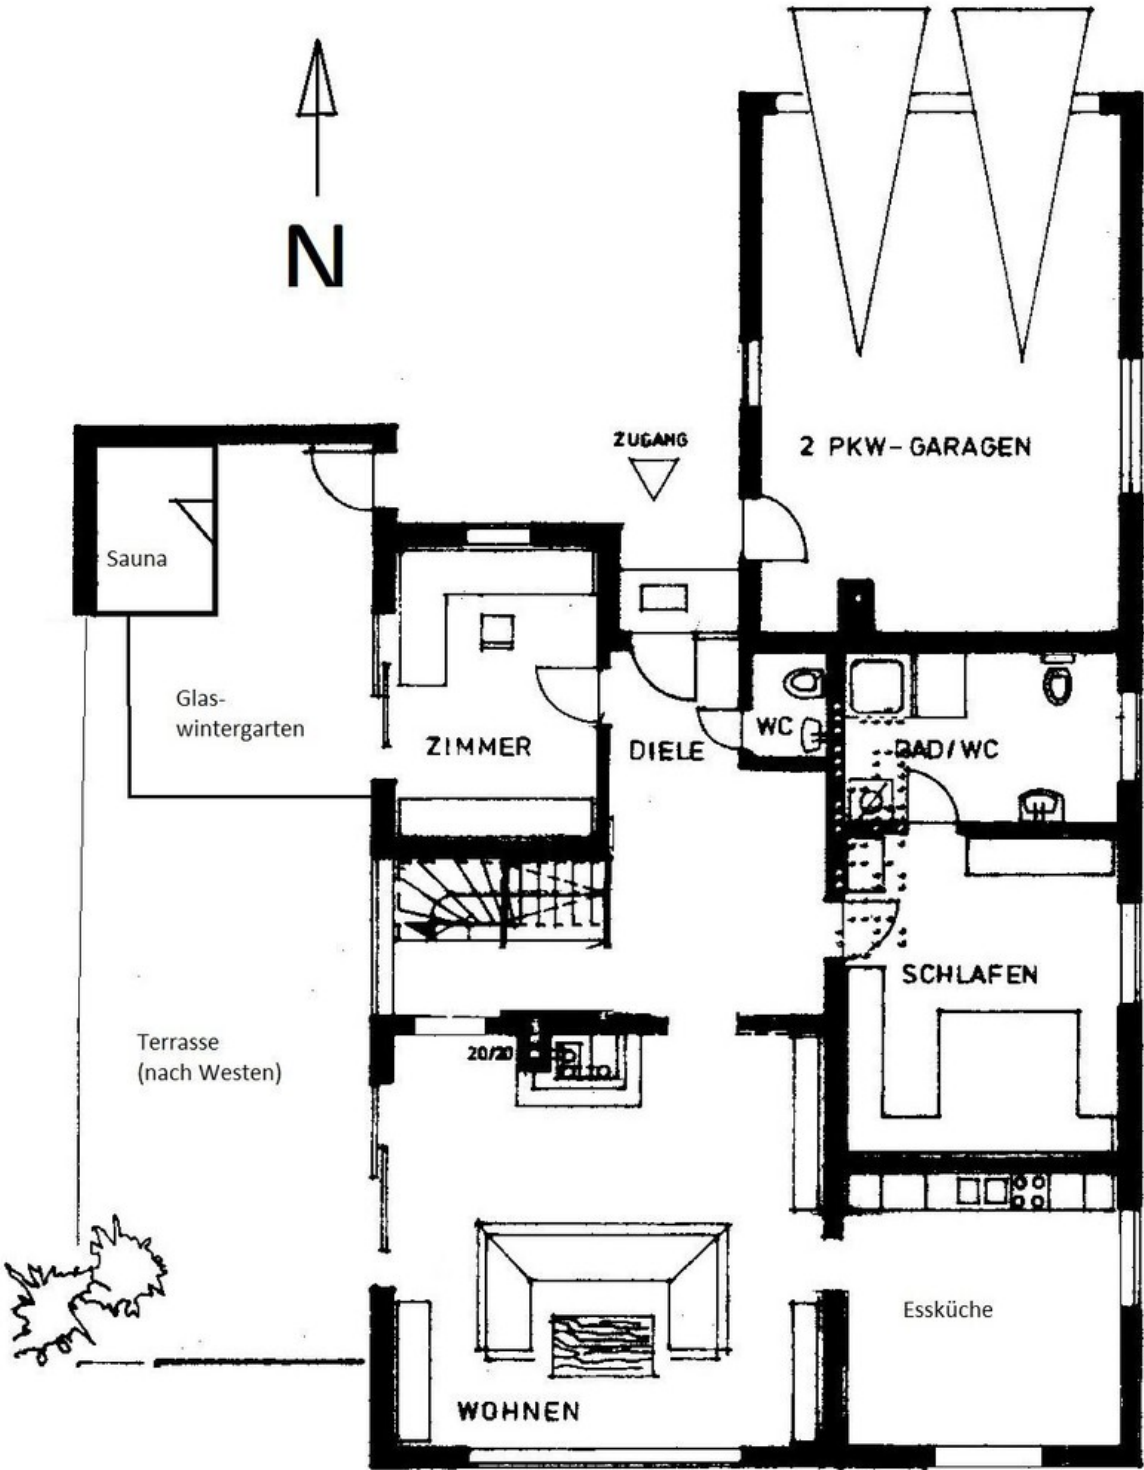 N
ZUGANG
2 PKW-GARAGEN
Sauna
Glas-
wintergarten
ZIMMER
DIELE
WC
BAD/WC
SCHLAFEN
Terrasse
(nach Westen)
20/20
Essküche
WOHNEN